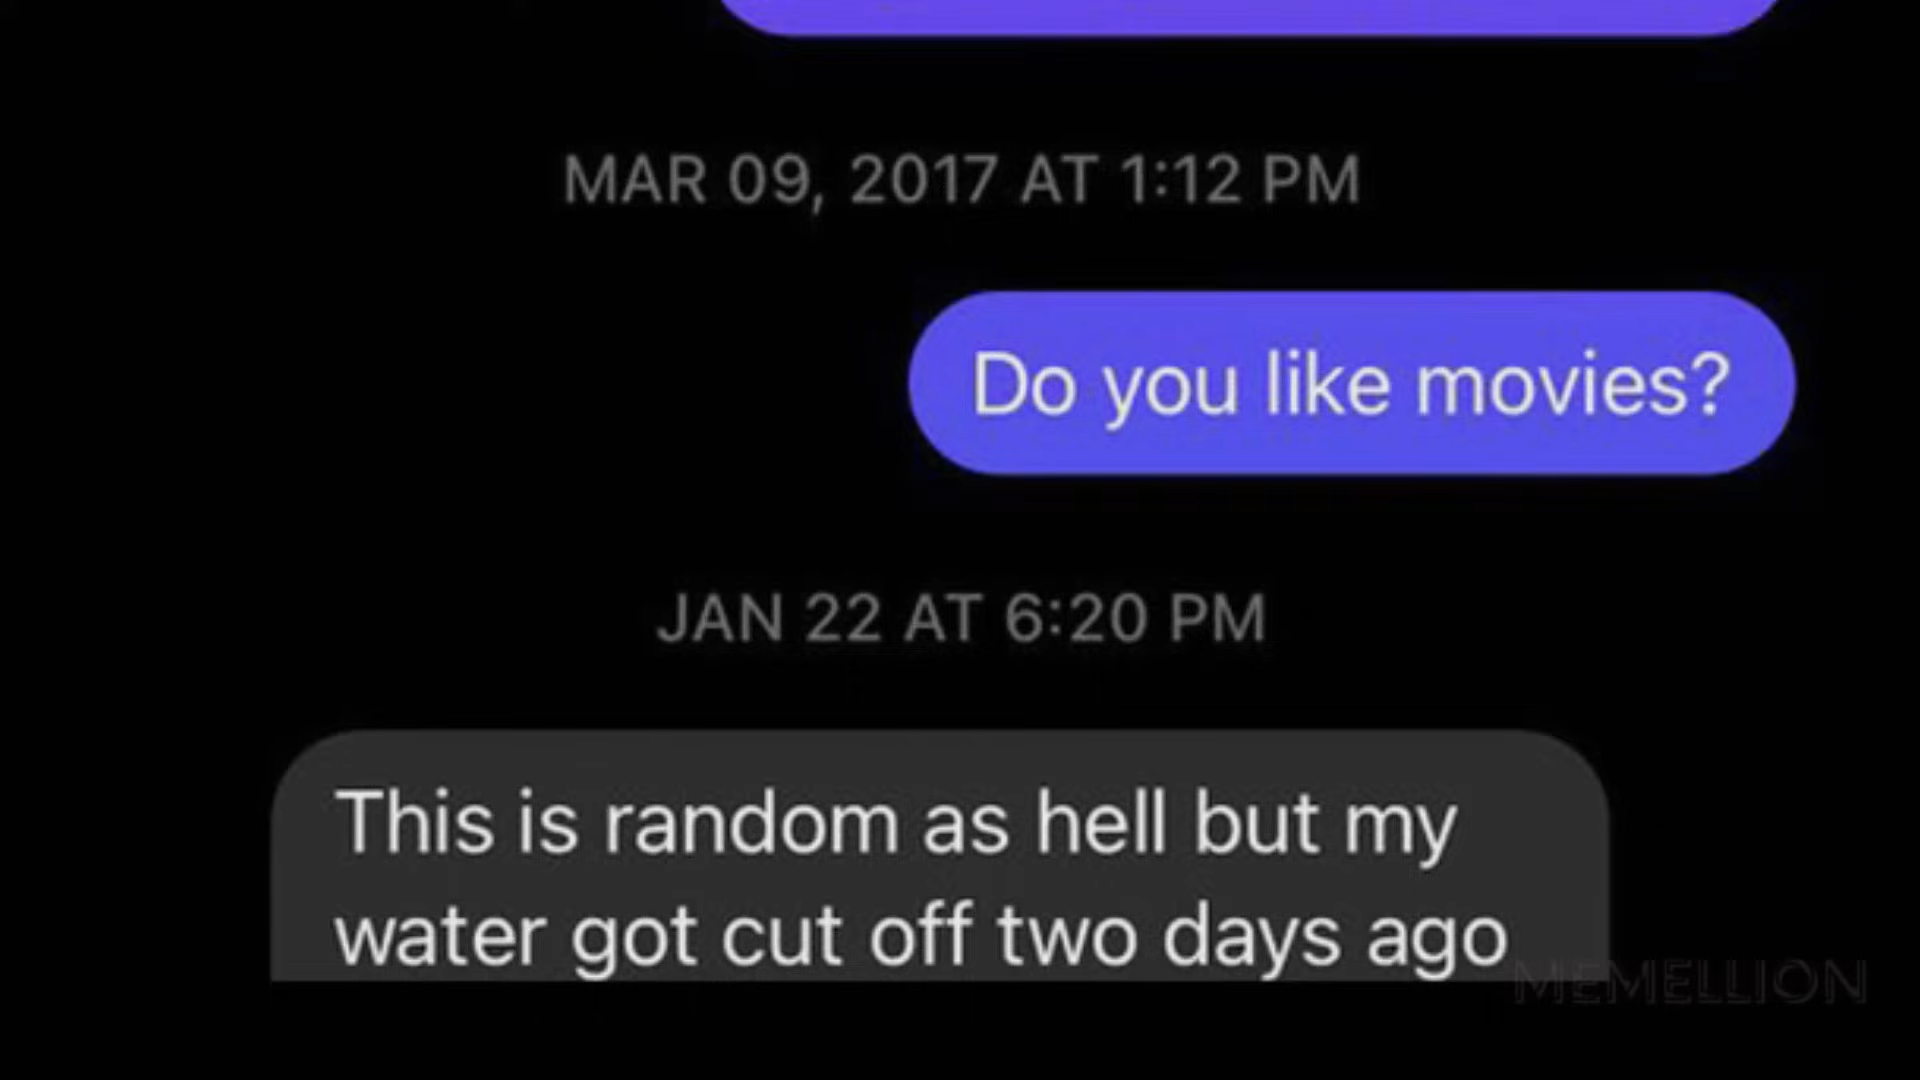 MAR 09, 2017 AT 1:12 PM
Do you like movies?
JAN 22 AT 6:20 PM
This is random as hell but my
water got cut off two days ago
MEMELLION